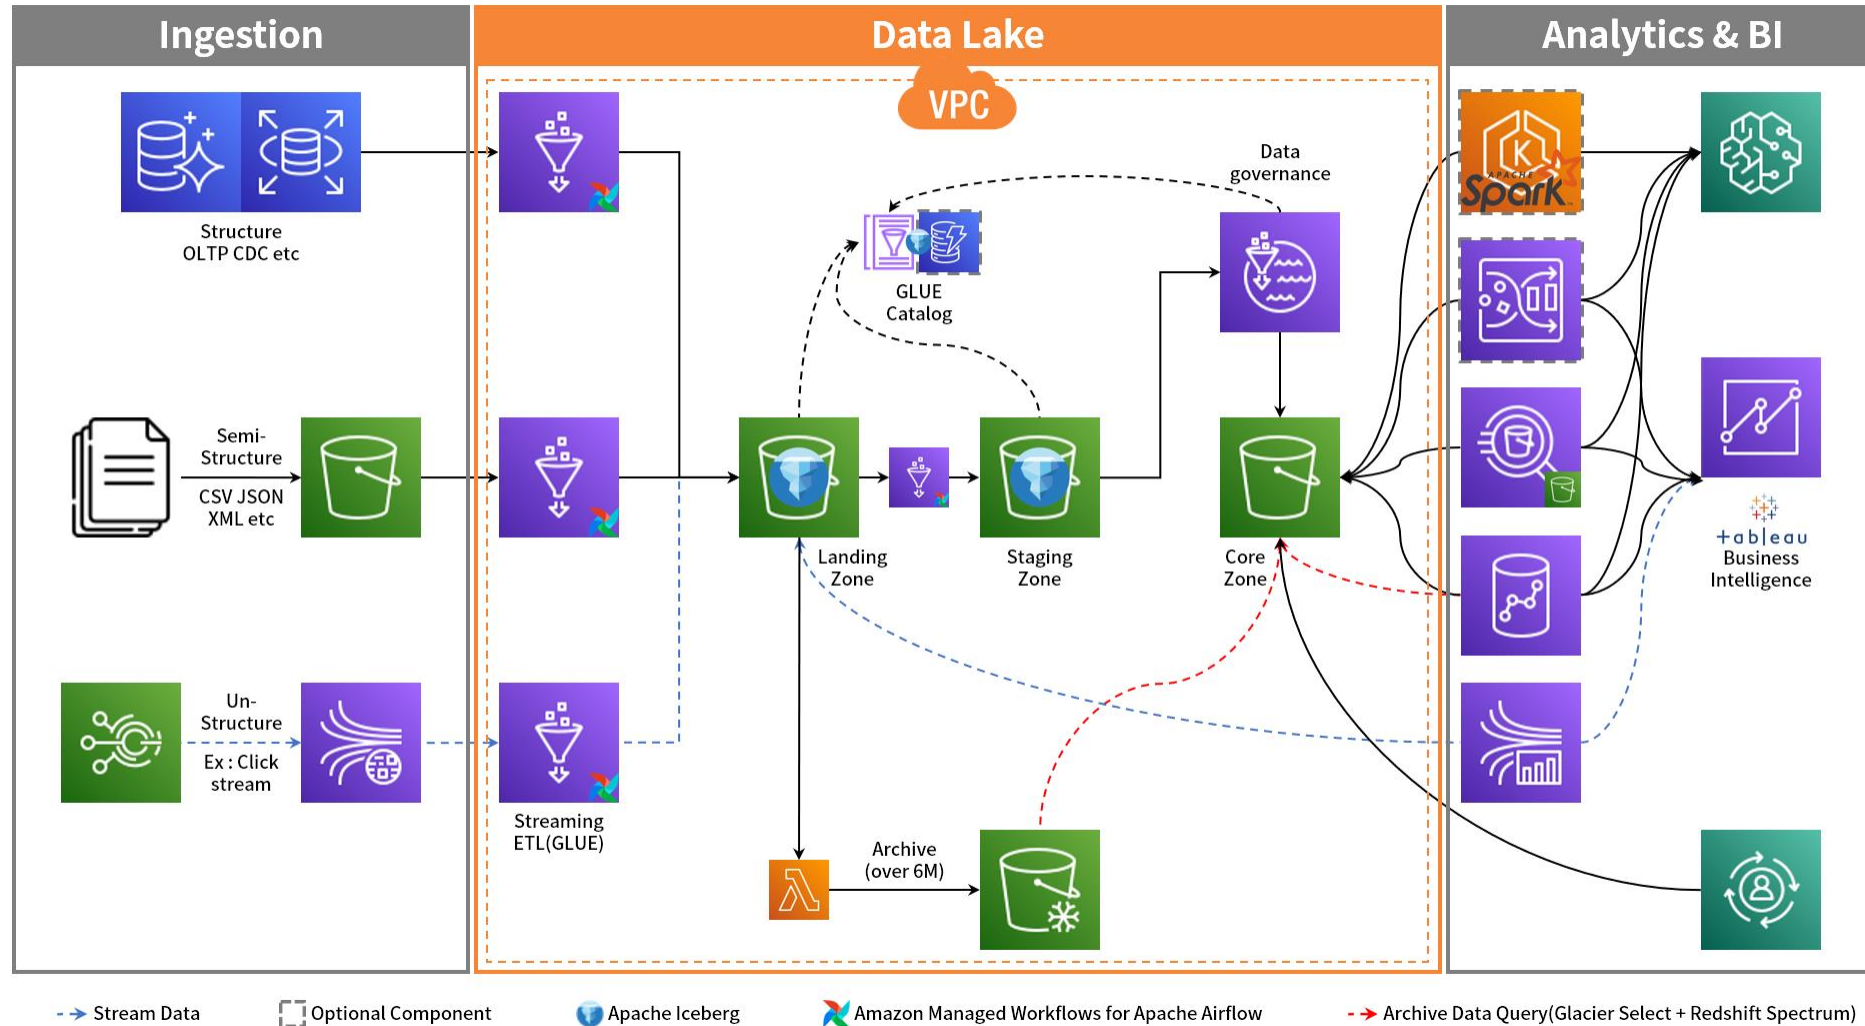 Ingestion
Data Lake
Analytics & BI
VPC
Structure
OLTP CDC etc
Data
governance
K
APACHE
Spark™
GLUE
Catalog
Semi-
Structure
CSV JSON
XML etc
Landing
Zone
Staging
Zone
Core
Zone
+ableau
Business
Intelligence
Un-
Structure
Ex : Click
stream
Streaming
ETL(GLUE)
Archive
(over 6M)
Stream Data
Optional Component
Apache Iceberg
Amazon Managed Workflows for Apache Airflow
Archive Data Query(Glacier Select + Redshift Spectrum)